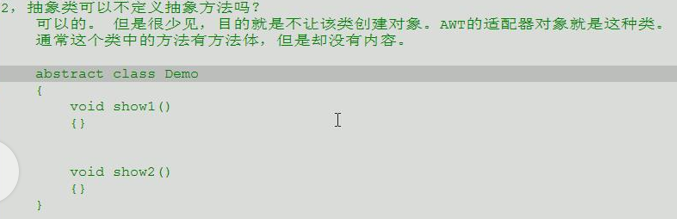 2，抽象类可以不定义抽象方法吗？
可以的。 但是很少见，目的就是不让该类创建对象。AWT的适配器对象就是这种类。
通常这个类中的方法有方法体，但是却没有内容。
abstract class Demo
{
void show1()
{}
void show2()
{}
}